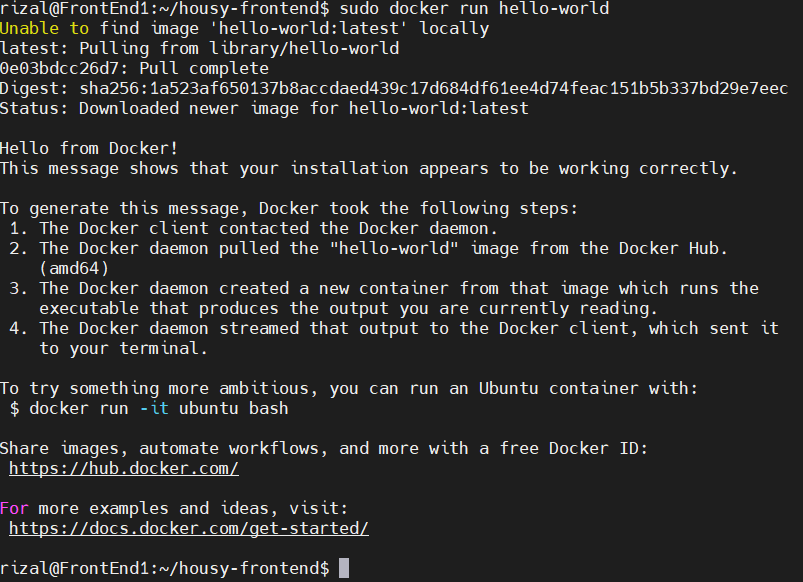 rizal@FrontEnd1:~/housy-frontend$ sudo docker run hello-world
Unable to find image 'hello-world:latest' locally
latest: Pulling from library/hello-world
0e03bdcc26d7: Pull complete
Digest: sha256:1a523af650137b8accdaed439c17d684df61ee4d74feac151b5b337bd29e7eec
Status: Downloaded newer image for hello-world:latest

Hello from Docker!
This message shows that your installation appears to be working correctly.

To generate this message, Docker took the following steps:
 1. The Docker client contacted the Docker daemon.
 2. The Docker daemon pulled the "hello-world" image from the Docker Hub.
    (amd64)
 3. The Docker daemon created a new container from that image which runs the
    executable that produces the output you are currently reading.
 4. The Docker daemon streamed that output to the Docker client, which sent it
    to your terminal.

To try something more ambitious, you can run an Ubuntu container with:
 $ docker run -it ubuntu bash

Share images, automate workflows, and more with a free Docker ID:
 https://hub.docker.com/

For more examples and ideas, visit:
 https://docs.docker.com/get-started/

rizal@FrontEnd1:~/housy-frontend$